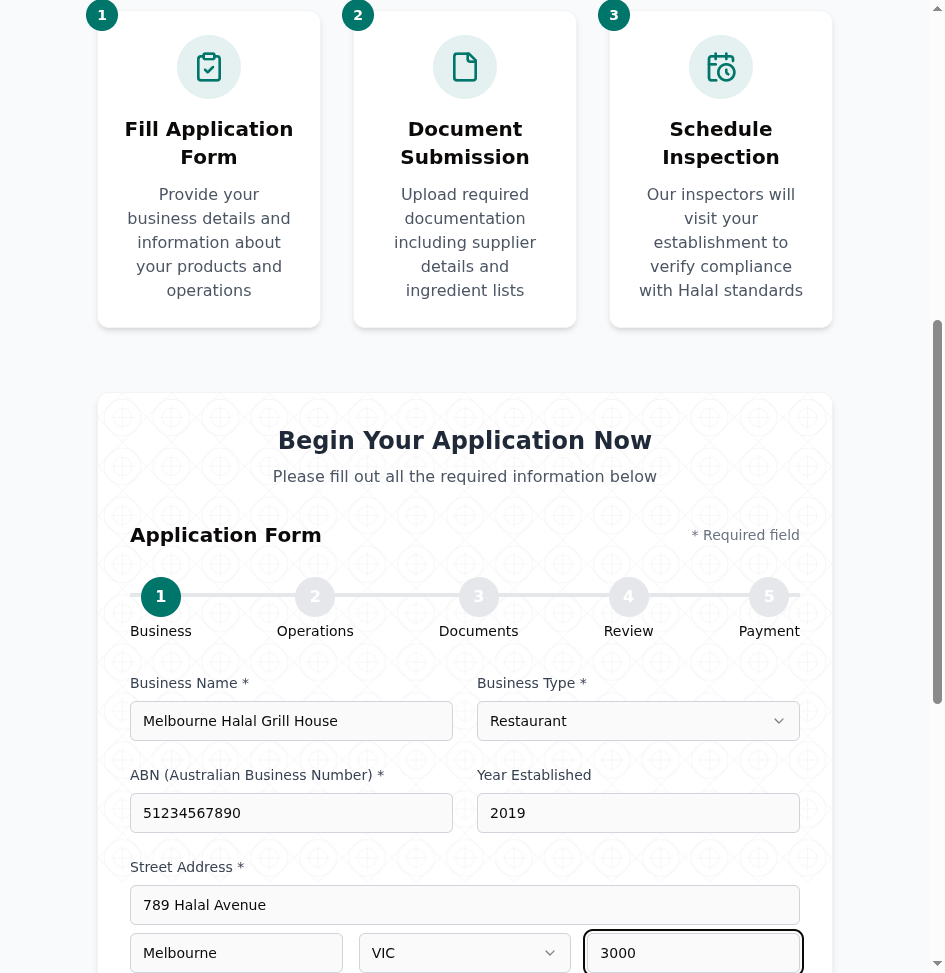 1
2
3
Fill Application
Form
Provide your
business details and
information about
your products and
operations
Document
Submission
Upload required
documentation
including supplier
details and
ingredient lists
Schedule
Inspection
Our inspectors will
visit your
establishment to
verify compliance
with Halal standards
Begin Your Application Now
Please fill out all the required information below
Application Form
* Required field
1
2
3
4
5
Business
Operations
Documents
Review
Payment
Business Name *
Business Type *
Melbourne Halal Grill House
Restaurant
ABN (Australian Business Number) *
Year Established
51234567890
2019
Street Address *
789 Halal Avenue
Melbourne
VIC
3000